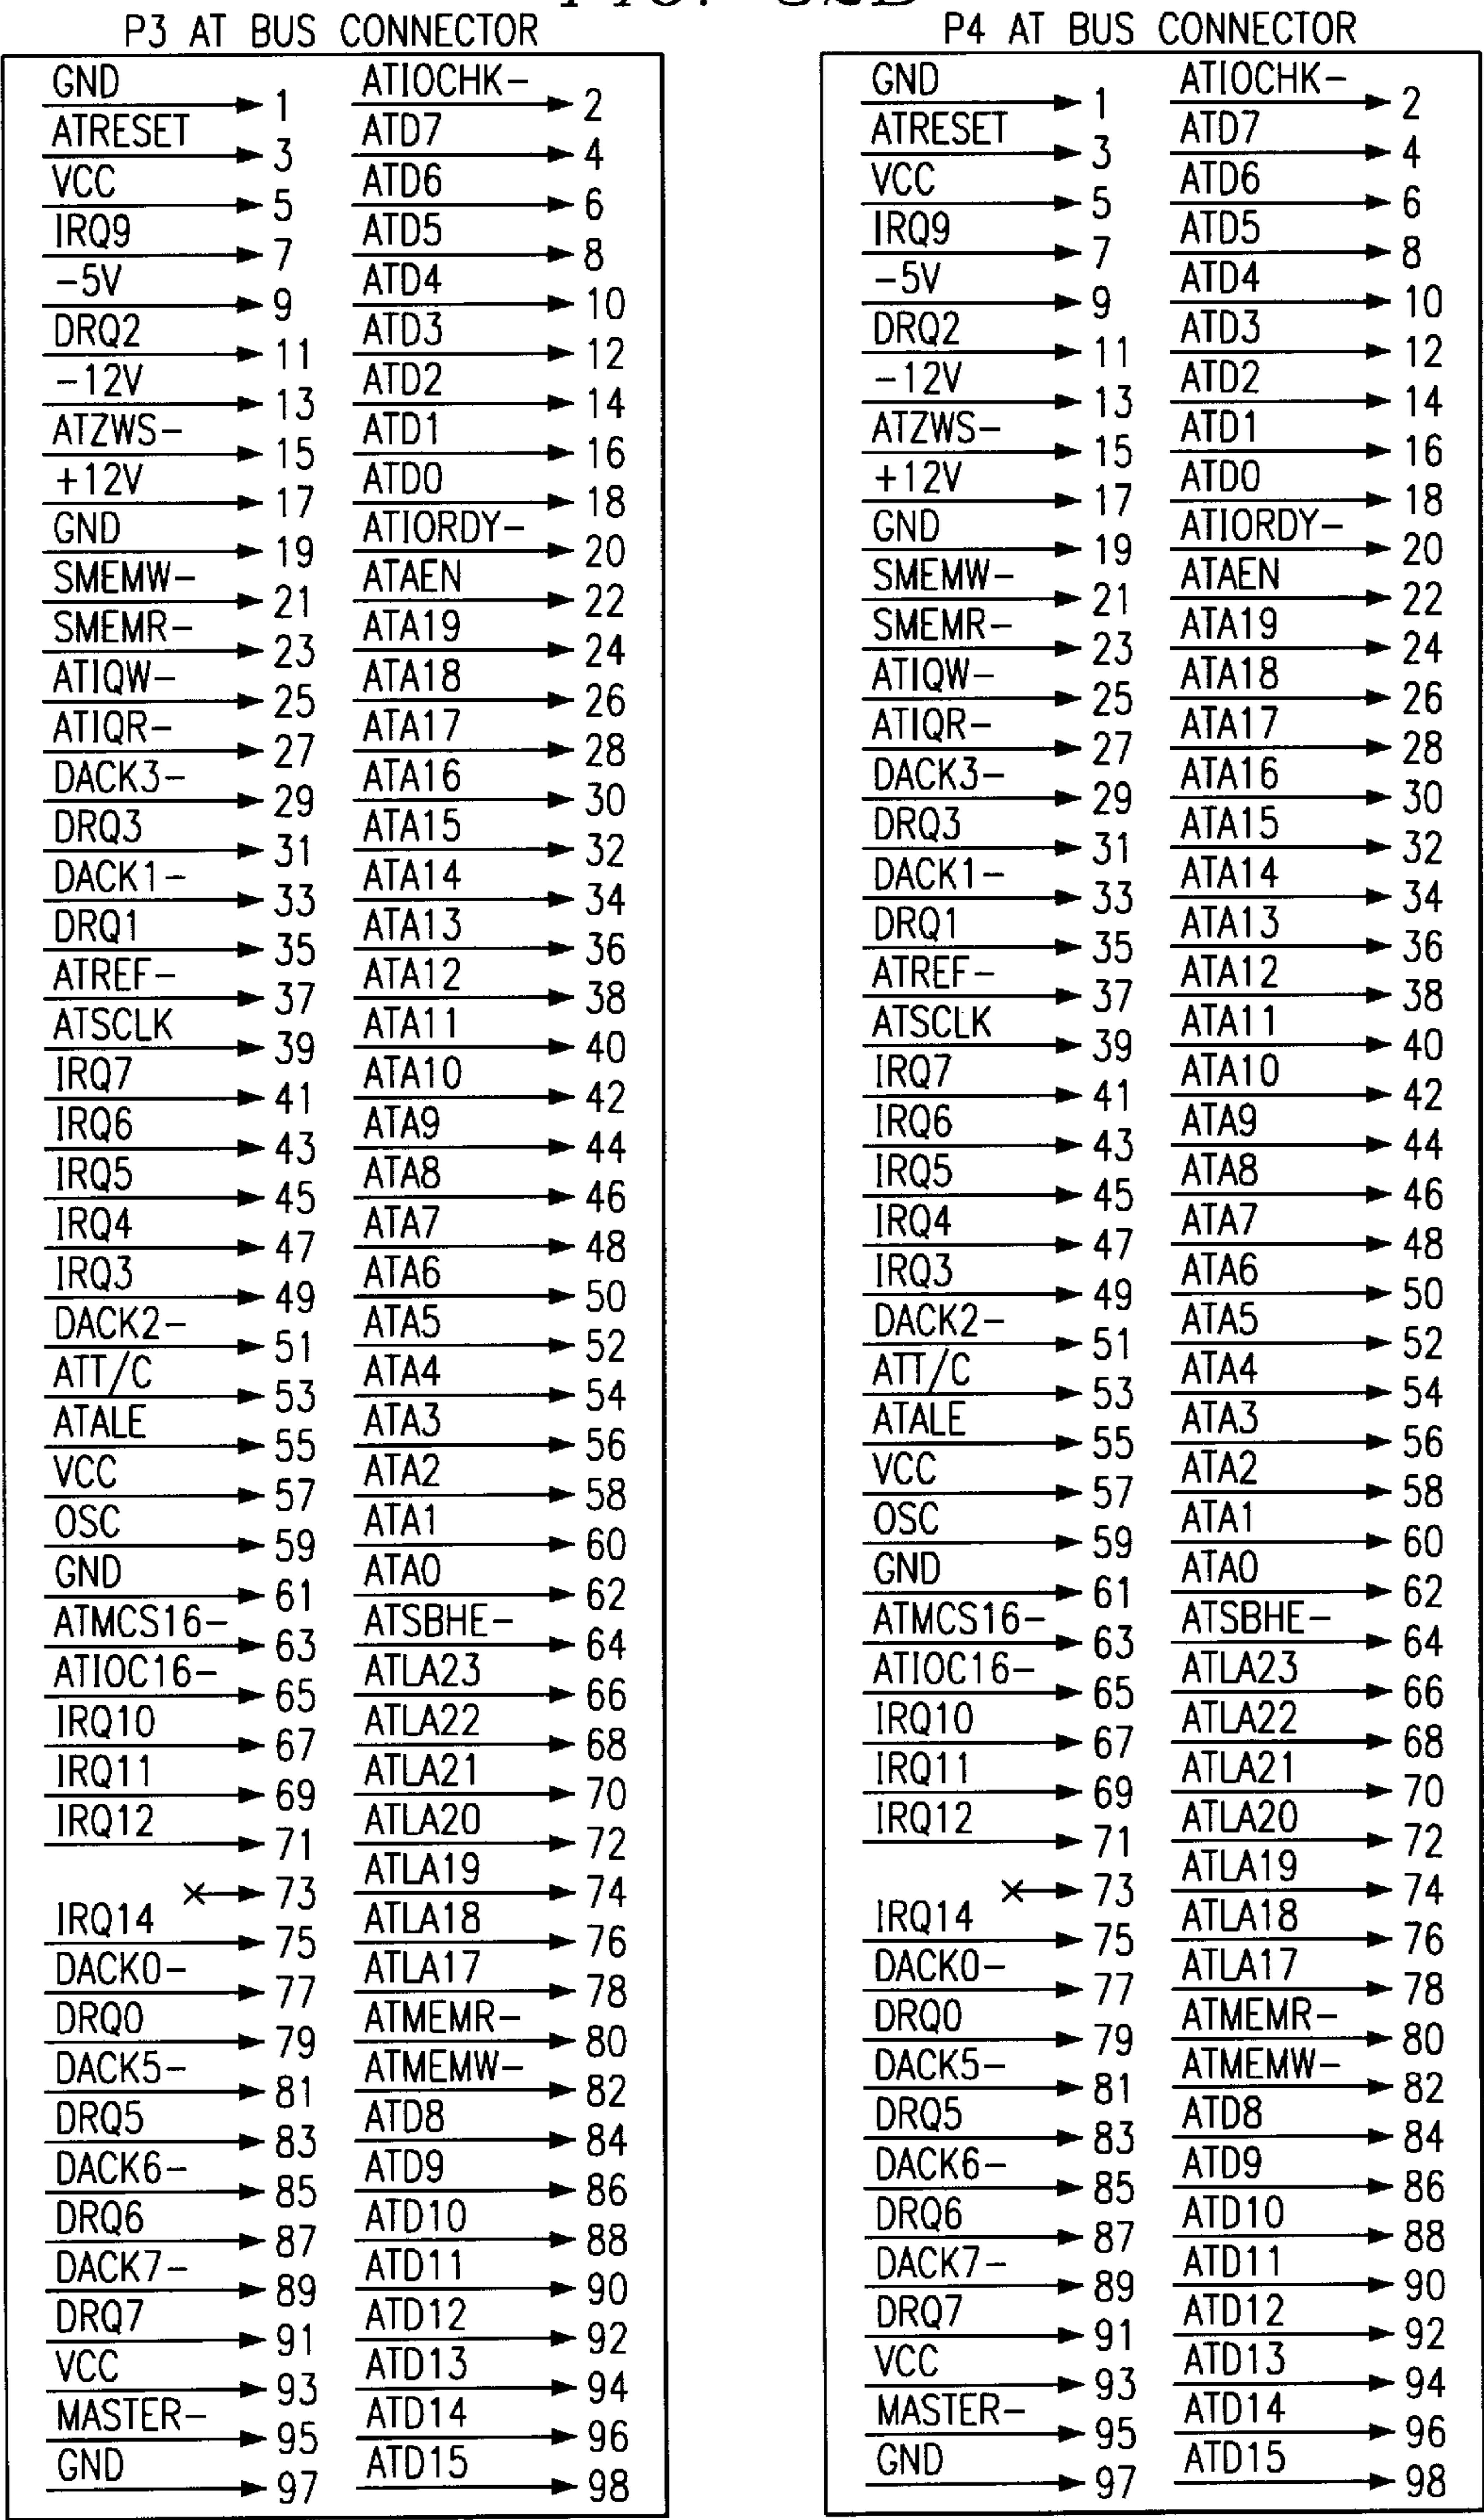 P3 AT BUS CONNECTOR
GND 1 ATIOCHK- 2
ATRESET 3 ATD7 4
VCC 5 ATD6 6
IRQ9 7 ATD5 8
-5V 9 ATD4 10
DRQ2 11 ATD3 12
-12V 13 ATD2 14
ATZWS- 15 ATD1 16
+12V 17 ATD0 18
GND 19 ATIORDY- 20
SMEMW- 21 ATAEN 22
SMEMR- 23 ATA19 24
ATIQW- 25 ATA18 26
ATIQR- 27 ATA17 28
DACK3- 29 ATA16 30
DRQ3 31 ATA15 32
DACK1- 33 ATA14 34
DRQ1 35 ATA13 36
ATREF- 37 ATA12 38
ATSCLK 39 ATA11 40
IRQ7 41 ATA10 42
IRQ6 43 ATA9 44
IRQ5 45 ATA8 46
IRQ4 47 ATA7 48
IRQ3 49 ATA6 50
DACK2- 51 ATA5 52
ATT/C 53 ATA4 54
ATALE 55 ATA3 56
VCC 57 ATA2 58
OSC 59 ATA1 60
GND 61 ATA0 62
ATMCS16- 63 ATSBHE- 64
ATIOC16- 65 ATLA23 66
IRQ10 67 ATLA22 68
IRQ11 69 ATLA21 70
IRQ12 71 ATLA20 72
73 ATLA19 74
IRQ14 75 ATLA18 76
DACK0- 77 ATLA17 78
DRQ0 79 ATMEMR- 80
DACK5- 81 ATMEMW- 82
DRQ5 83 ATD8 84
DACK6- 85 ATD9 86
DRQ6 87 ATD10 88
DACK7- 89 ATD11 90
DRQ7 91 ATD12 92
VCC 93 ATD13 94
MASTER- 95 ATD14 96
GND 97 ATD15 98
P4 AT BUS CONNECTOR
GND 1 ATIOCHK- 2
ATRESET 3 ATD7 4
VCC 5 ATD6 6
IRQ9 7 ATD5 8
-5V 9 ATD4 10
DRQ2 11 ATD3 12
-12V 13 ATD2 14
ATZWS- 15 ATD1 16
+12V 17 ATD0 18
GND 19 ATIORDY- 20
SMEMW- 21 ATAEN 22
SMEMR- 23 ATA19 24
ATIQW- 25 ATA18 26
ATIQR- 27 ATA17 28
DACK3- 29 ATA16 30
DRQ3 31 ATA15 32
DACK1- 33 ATA14 34
DRQ1 35 ATA13 36
ATREF- 37 ATA12 38
ATSCLK 39 ATA11 40
IRQ7 41 ATA10 42
IRQ6 43 ATA9 44
IRQ5 45 ATA8 46
IRQ4 47 ATA7 48
IRQ3 49 ATA6 50
DACK2- 51 ATA5 52
ATT/C 53 ATA4 54
ATALE 55 ATA3 56
VCC 57 ATA2 58
OSC 59 ATA1 60
GND 61 ATA0 62
ATMCS16- 63 ATSBHE- 64
ATIOC16- 65 ATLA23 66
IRQ10 67 ATLA22 68
IRQ11 69 ATLA21 70
IRQ12 71 ATLA20 72
73 ATLA19 74
IRQ14 75 ATLA18 76
DACK0- 77 ATLA17 78
DRQ0 79 ATMEMR- 80
DACK5- 81 ATMEMW- 82
DRQ5 83 ATD8 84
DACK6- 85 ATD9 86
DRQ6 87 ATD10 88
DACK7- 89 ATD11 90
DRQ7 91 ATD12 92
VCC 93 ATD13 94
MASTER- 95 ATD14 96
GND 97 ATD15 98